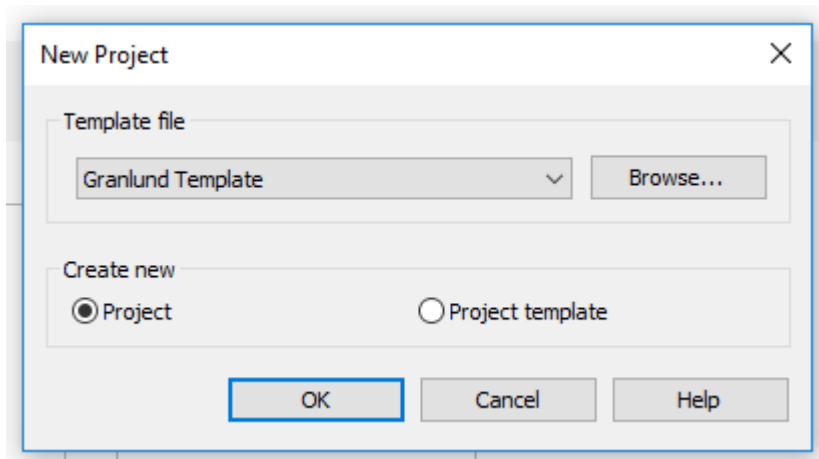 New Project
Template file
Granlund Template
Browse...
Create new
Project
Project template
OK
Cancel
Help